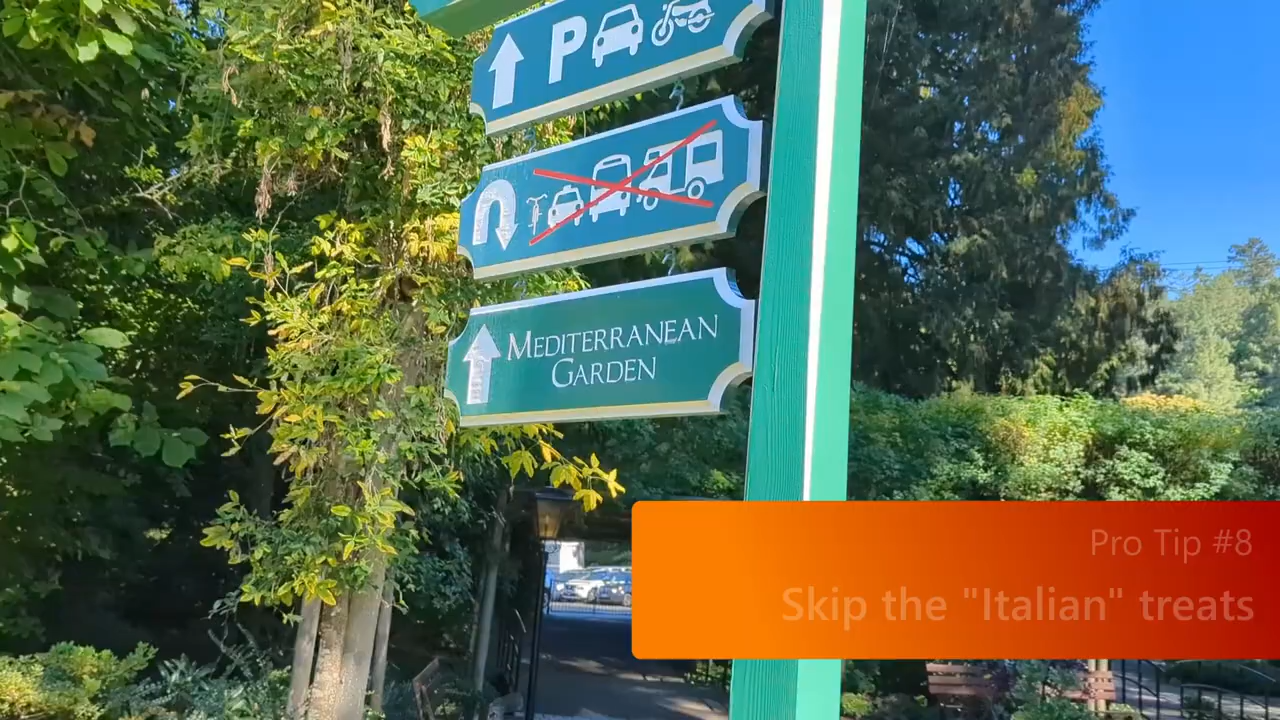 P
MEDITERRANEAN
GARDEN
Pro Tip #8
Skip the "Italian" treats